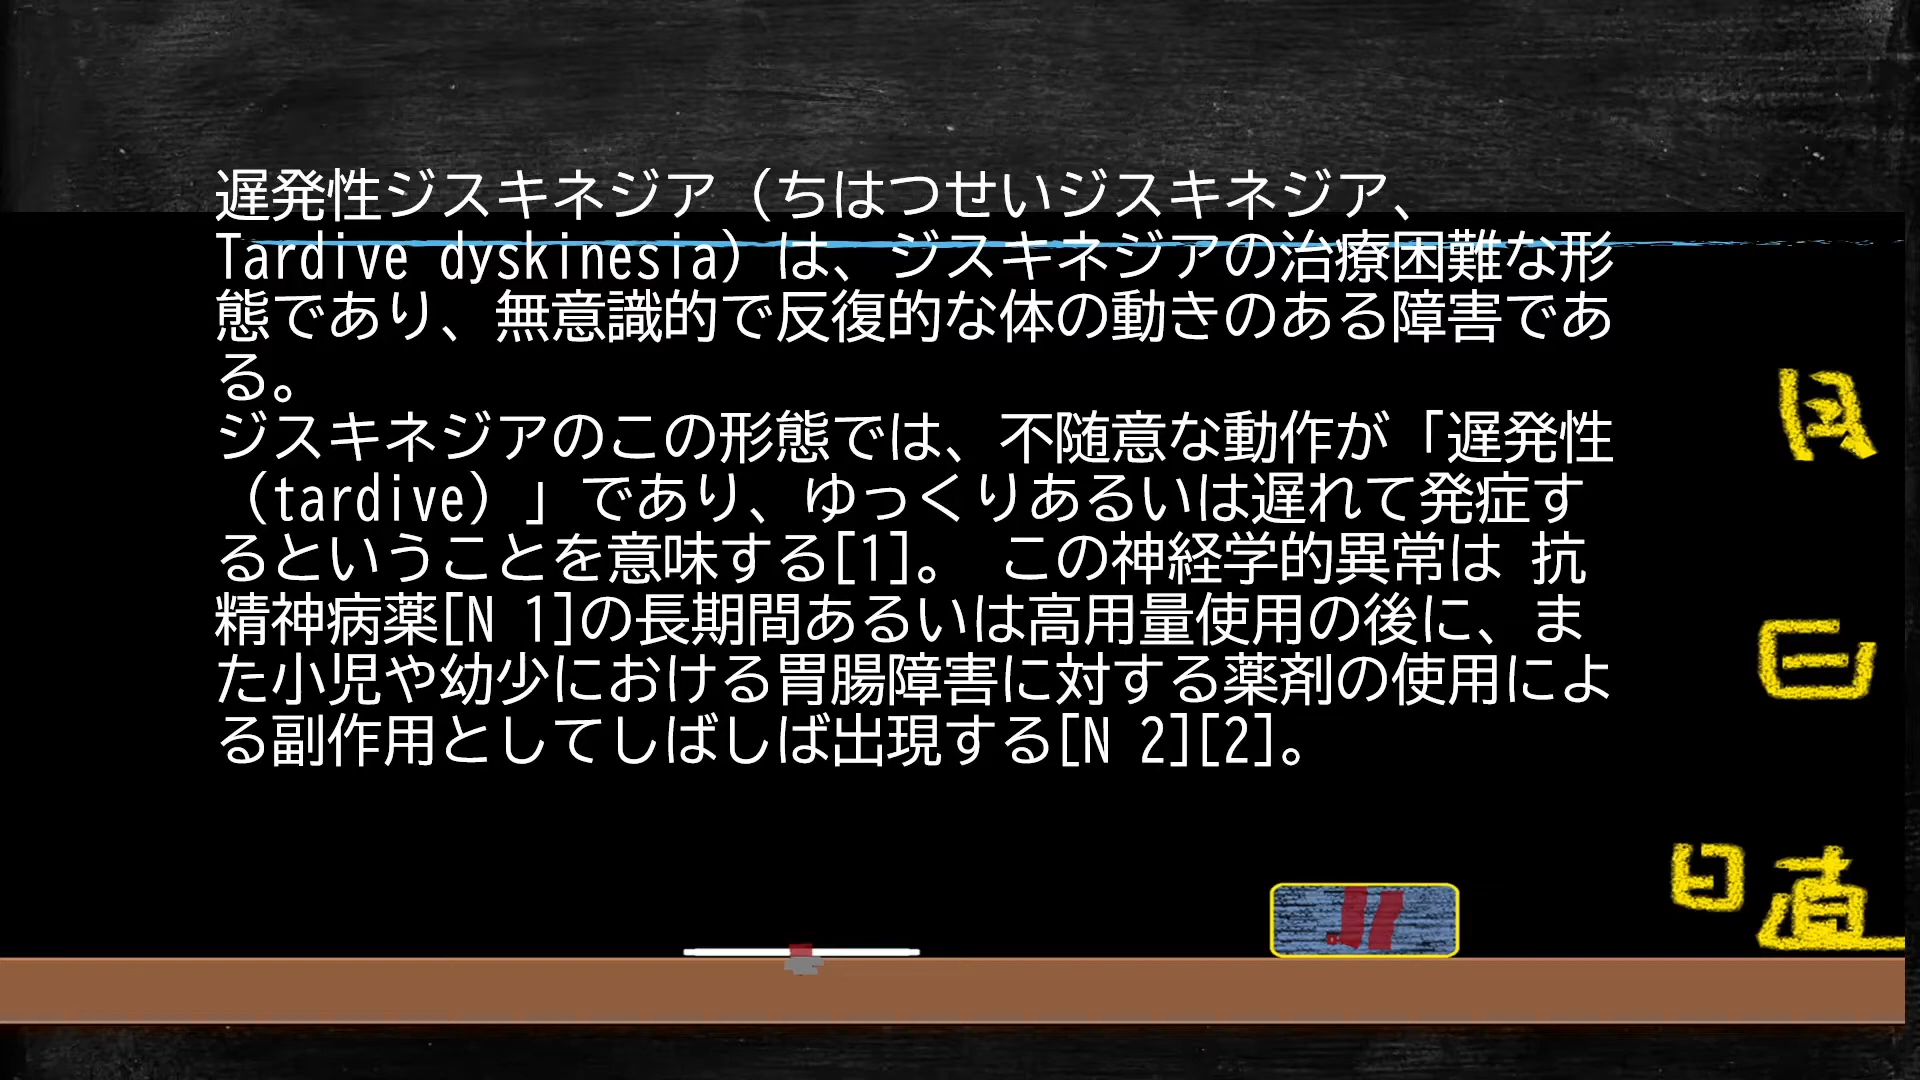 遅発性ジスキネジア（ちはつせいジスキネジア、
Tardive dyskinesia）は、ジスキネジアの治療困難な形
態であり、無意識的で反復的な体の動きのある障害であ
る。
ジスキネジアのこの形態では、不随意な動作が「遅発性
（tardive）」であり、ゆっくりあるいは遅れて発症す
るということを意味する[1]。 この神経学的異常は 抗
精神病薬[N 1]の長期間あるいは高用量使用の後に、ま
た小児や幼少における胃腸障害に対する薬剤の使用によ
る副作用としてしばしば出現する[N 2][2]。
月
日
日直